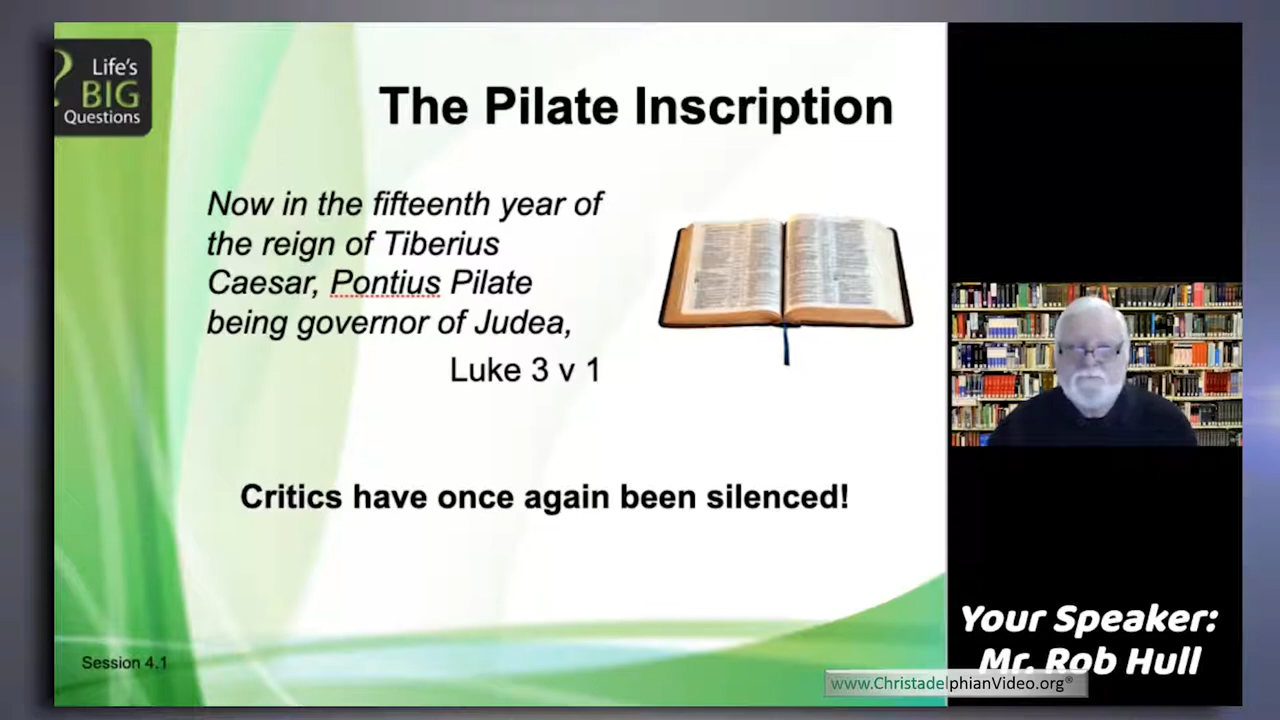 ?
Life's
BIG
Questions
The Pilate Inscription
Now in the fifteenth year of
the reign of Tiberius
Caesar, Pontius Pilate
being governor of Judea,
Luke 3 v 1
Critics have once again been silenced!
Session 4.1
Your Speaker:
Mr. Rob Hull
www.ChristadelphianVideo.org®